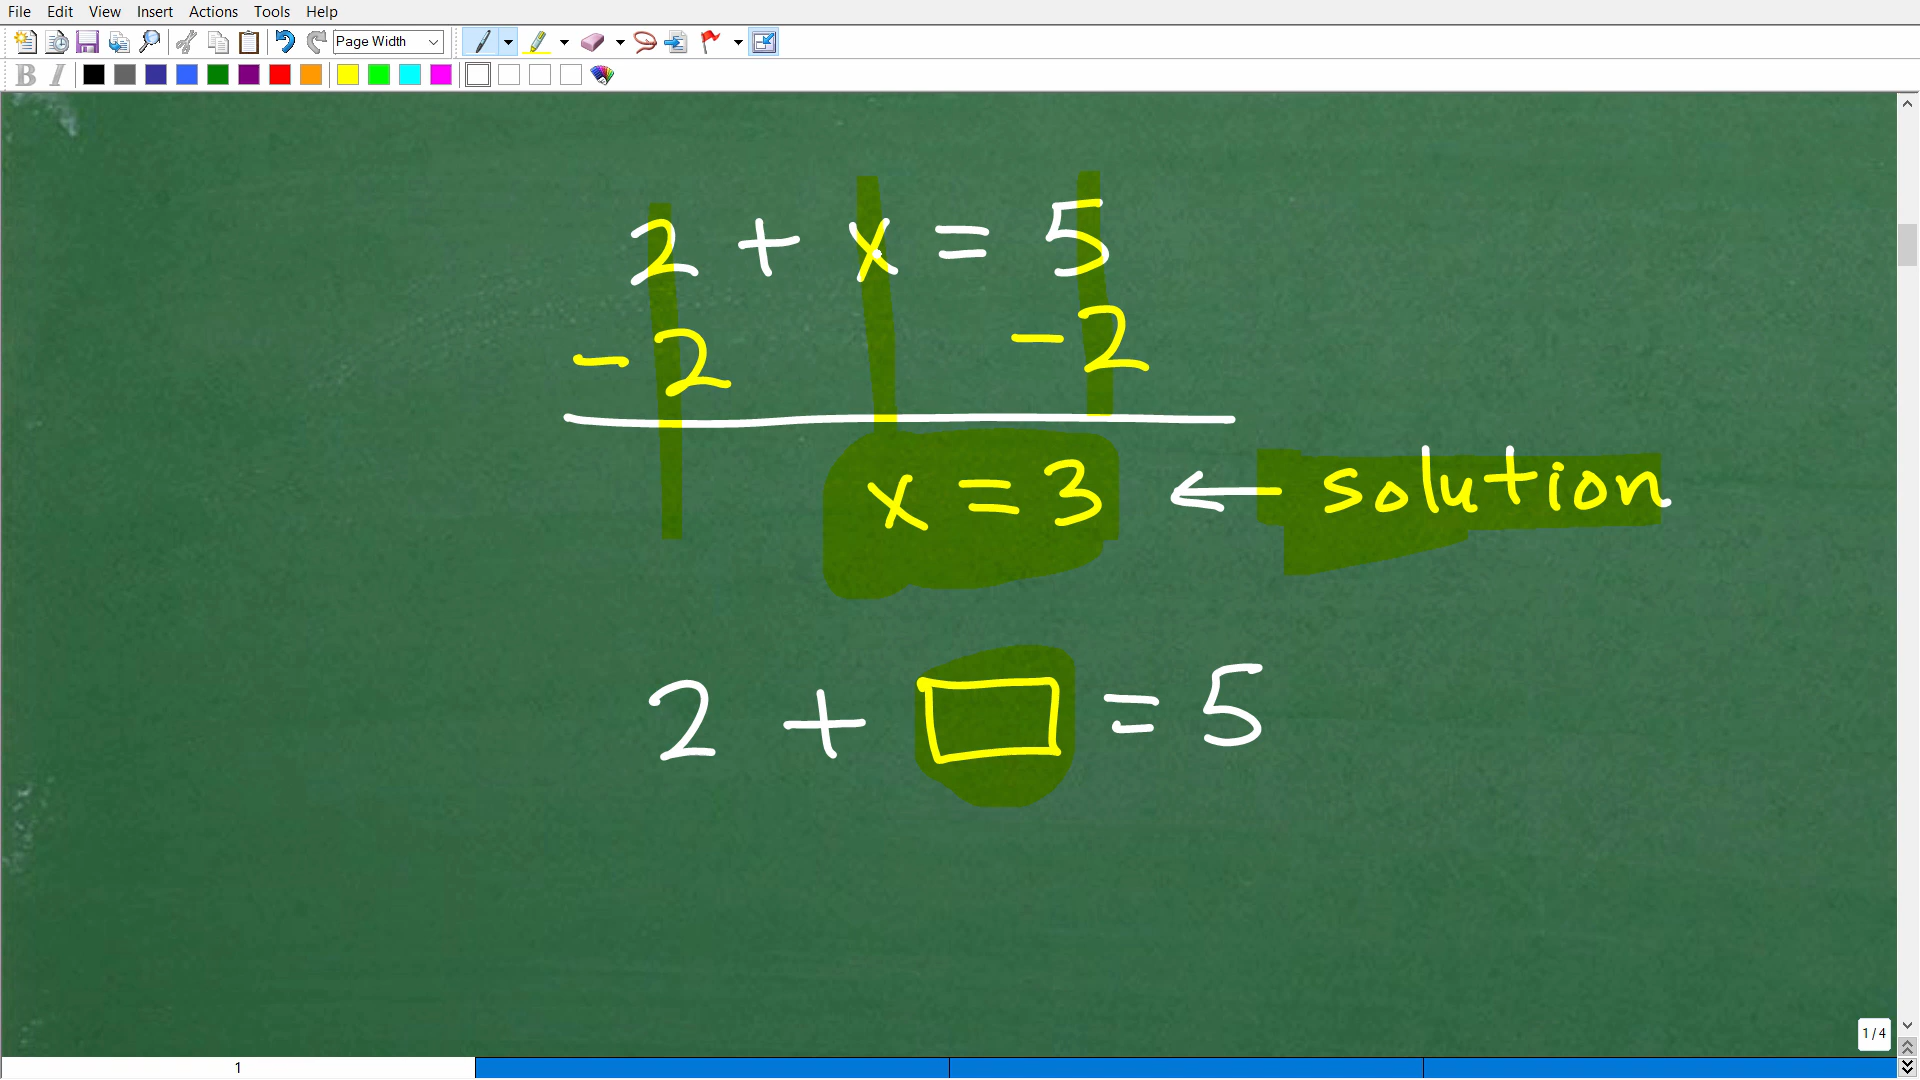 File Edit View Insert Actions Tools Help
Page Width
B I
2 + x = 5
-2 -2
x = 3 ← solution
2 + □ = 5
1 / 4
1